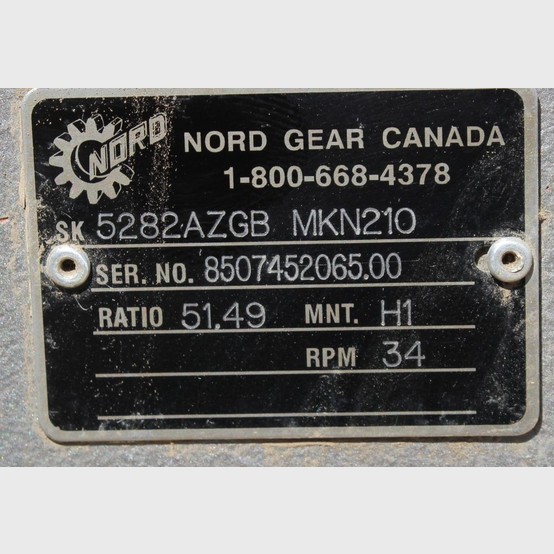 NORD
NORD GEAR CANADA
1-800-668-4378
SK 5282AZGB MKN210
SER. NO. 8507452065.00
RATIO 51.49 MNT. H1
RPM 34